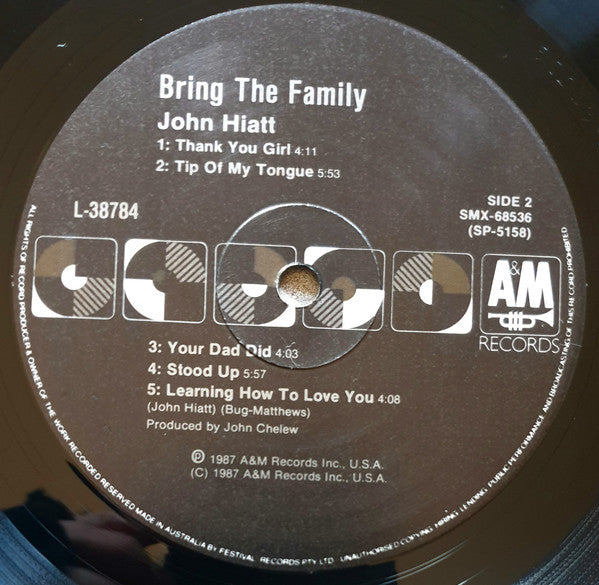 Bring The Family
John Hiatt
1: Thank You Girl 4:11
2: Tip Of My Tongue 5:53
L-38784
SIDE 2
SMX-68536
(SP-5158)
A&M
RECORDS
3: Your Dad Did 4:03
4: Stood Up 5:57
5: Learning How To Love You 4:08
(John Hiatt) (Bug-Matthews)
Produced by John Chelew
℗ 1987 A&M Records Inc., U.S.A.
(C) 1987 A&M Records Inc., U.S.A.
ALL RIGHTS OF RECORD PRODUCER & OWNER OF THE WORK RECORDED RESERVED MADE IN AUSTRALIA BY FESTIVAL RECORDS PTY LTD. UNAUTHORISED COPYING, HIRING, LENDING, PUBLIC PERFORMANCE AND BROADCASTING OF THIS RECORD PROHIBITED